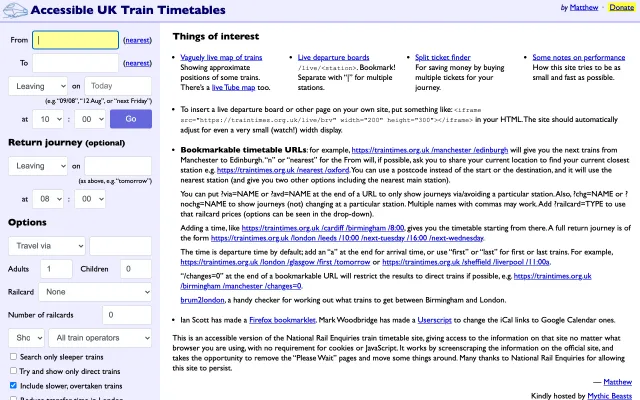 Accessible UK Train Timetables
by Matthew · Donate
From
(nearest)
To
(nearest)
Leaving
on
Today
(e.g. "09/08", "12 Aug", or "next Friday")
at
10
:
00
Go
Return journey (optional)
Leaving
on
(as above, e.g. "tomorrow")
at
08
:
00
Options
Travel via
Adults
1
Children
0
Railcard
None
Number of railcards
0
Sho
All train operators
Search only sleeper trains
Try and show only direct trains
Include slower, overtaken trains
Reduce transfer time in London
Things of interest
Vaguely live map of trains
Showing approximate
positions of some trains.
There's a live Tube map too.
Live departure boards
/live/<station>. Bookmark!
Separate with "|" for multiple
stations.
Split ticket finder
For saving money by buying
multiple tickets for your
journey.
Some notes on performance
How this site tries to be as
small and fast as possible.
To insert a live departure board or other page on your own site, put something like: <iframe
src="https://traintimes.org.uk/live/brv" width="200" height="300"> in your HTML. The site should automatically
adjust for even a very small (watch!) width display.
Bookmarkable timetable URLs: for example, https://traintimes.org.uk /manchester /edinburgh will give you the next trains from
Manchester to Edinburgh. "n" or "nearest" for the From will, if possible, ask you to share your current location to find your current closest
station e.g. https://traintimes.org.uk /nearest /oxford. You can use a postcode instead of the start or the destination, and it will use the
nearest station (and give you two other options including the nearest main station).
You can put ?via=NAME or ?avd=NAME at the end of a URL to only show journeys via/avoiding a particular station. Also, ?chg=NAME or ?
nochg=NAME to show journeys (not) changing at a particular station. Multiple names with commas may work. Add ?railcard=TYPE to use
that railcard prices (options can be seen in the drop-down).
Adding a time, like https://traintimes.org.uk /cardiff /birmingham /8:00, gives you the timetable starting from there. A full return journey is of
the form https://traintimes.org.uk /london /leeds /10:00 /next-tuesday /16:00 /next-wednesday.
The time is departure time by default; add an "a" at the end for arrival time, or use "first" or "last" for first or last trains. For example,
https://traintimes.org.uk /london /glasgow /first /tomorrow or https://traintimes.org.uk /sheffield /liverpool /11:00a.
"/changes=0" at the end of a bookmarkable URL will restrict the results to direct trains if possible, e.g. https://traintimes.org.uk
/birmingham /manchester /changes=0.
brum2london, a handy checker for working out what trains to get between Birmingham and London.
Ian Scott has made a Firefox bookmarklet, Mark Woodbridge has made a Userscript to change the iCal links to Google Calendar ones.
This is an accessible version of the National Rail Enquiries train timetable site, giving access to the information on that site no matter what
browser you are using, with no requirement for cookies or JavaScript. It works by screenscraping the information on the official site, and
takes the opportunity to remove the "Please Wait" pages and move some things around. Many thanks to National Rail Enquiries for allowing
this site to persist.
— Matthew
Kindly hosted by Mythic Beasts